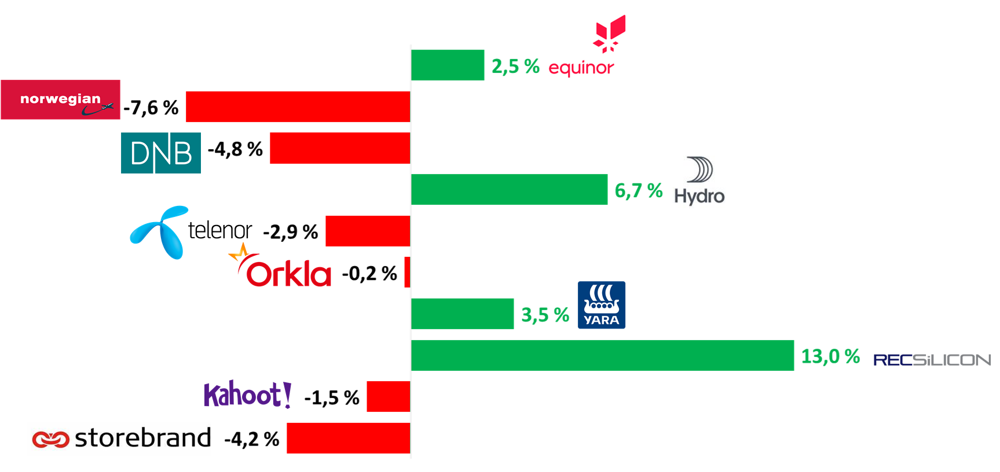 2,5 % equinor
norwegian -7,6 %
DNB -4,8 %
6,7 % Hydro
telenor -2,9 %
Orkla -0,2 %
3,5 % YARA
13,0 % RECSiLICON
Kahoot! -1,5 %
storebrand -4,2 %